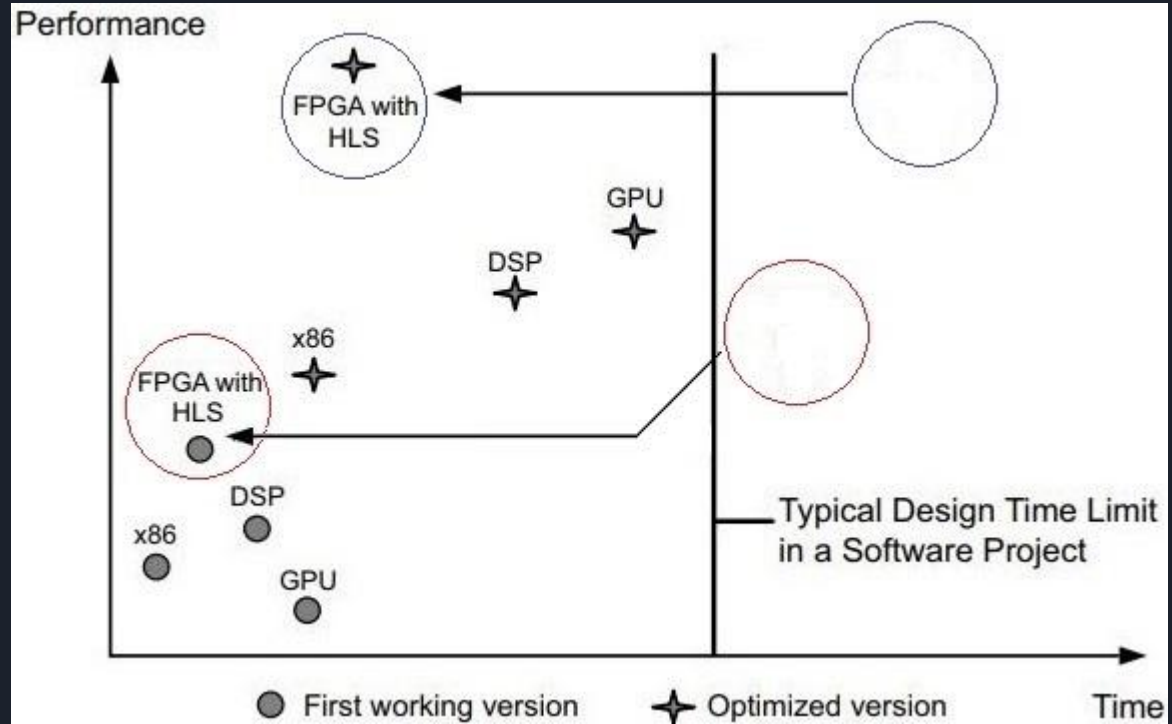 Performance
FPGA with
HLS
GPU
DSP
x86
FPGA with
HLS
DSP
x86
GPU
Typical Design Time Limit
in a Software Project
First working version
Optimized version
Time